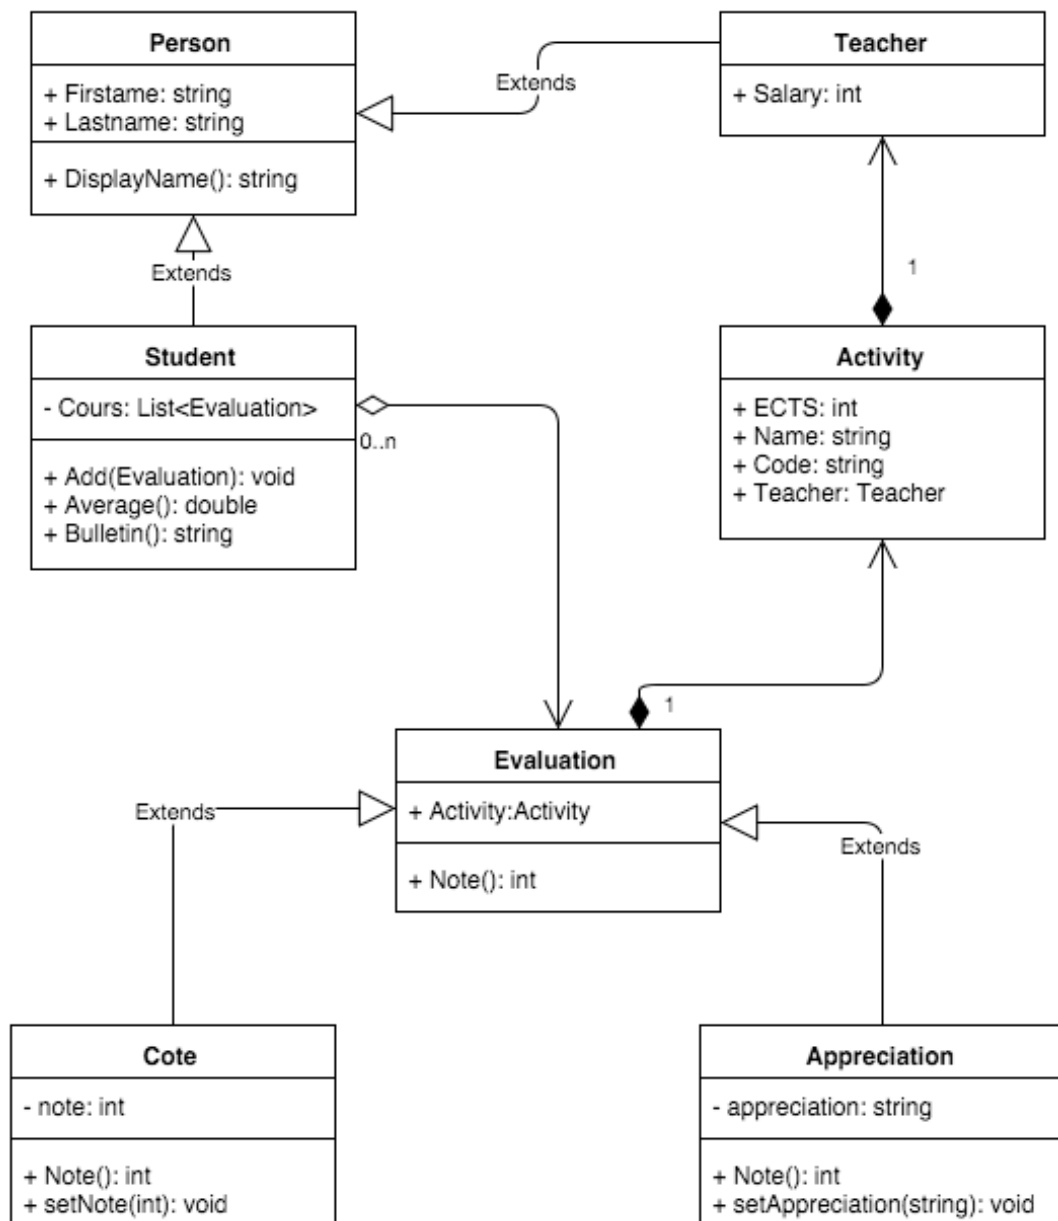 Person
+ Firstame: string
+ Lastname: string
+ DisplayName(): string
Extends
Teacher
+ Salary: int
Extends
1
Student
- Cours: List<Evaluation>
+ Add(Evaluation): void
+ Average(): double
+ Bulletin(): string
0..n
Activity
+ ECTS: int
+ Name: string
+ Code: string
+ Teacher: Teacher
1
Evaluation
+ Activity:Activity
+ Note(): int
Extends
Extends
Cote
- note: int
+ Note(): int
+ setNote(int): void
Appreciation
- appreciation: string
+ Note(): int
+ setAppreciation(string): void